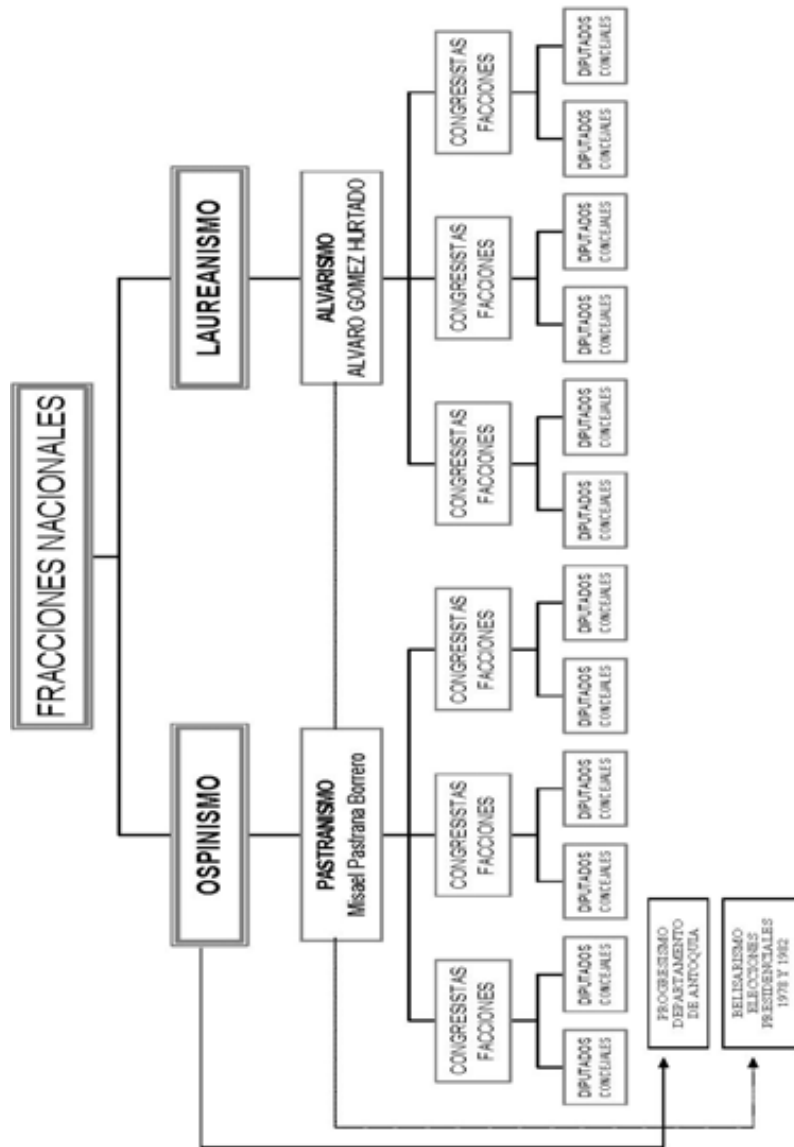 FRACCIONES NACIONALES
OSPINISMO
LAUREANISMO
PASTRANISMO
Misael Pastrana Borrero
ALVARISMO
ALVARO GOMEZ HURTADO
CONGRESISTAS
FACCIONES
CONGRESISTAS
FACCIONES
CONGRESISTAS
FACCIONES
CONGRESISTAS
FACCIONES
CONGRESISTAS
FACCIONES
CONGRESISTAS
FACCIONES
DIPUTADOS
CONCEJALES
DIPUTADOS
CONCEJALES
DIPUTADOS
CONCEJALES
DIPUTADOS
CONCEJALES
DIPUTADOS
CONCEJALES
DIPUTADOS
CONCEJALES
DIPUTADOS
CONCEJALES
DIPUTADOS
CONCEJALES
DIPUTADOS
CONCEJALES
DIPUTADOS
CONCEJALES
DIPUTADOS
CONCEJALES
DIPUTADOS
CONCEJALES
PROGRESISMO
DEPARTAMENTO
DE ANTOQUIA
BELISARISMO
ELECCIONES
PRESIDENCIALES
1978 Y 1982